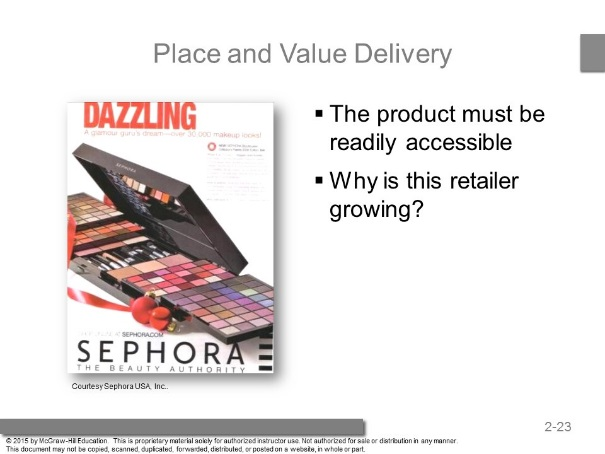 Place and Value Delivery
DAZZLING
A glamour guru's dream—over 30,000 makeup looks!
SEPHORA
SEPHORA.COM
SEPHORA
THE BEAUTY AUTHORITY
Courtesy Sephora USA, Inc..
▪ The product must be
readily accessible
▪ Why is this retailer
growing?
2-23
© 2015 by McGraw-Hill Education. This is proprietary material solely for authorized instructor use. Not authorized for sale or distribution in any manner.
This document may not be copied, scanned, duplicated, forwarded, distributed, or posted on a website, in whole or part.